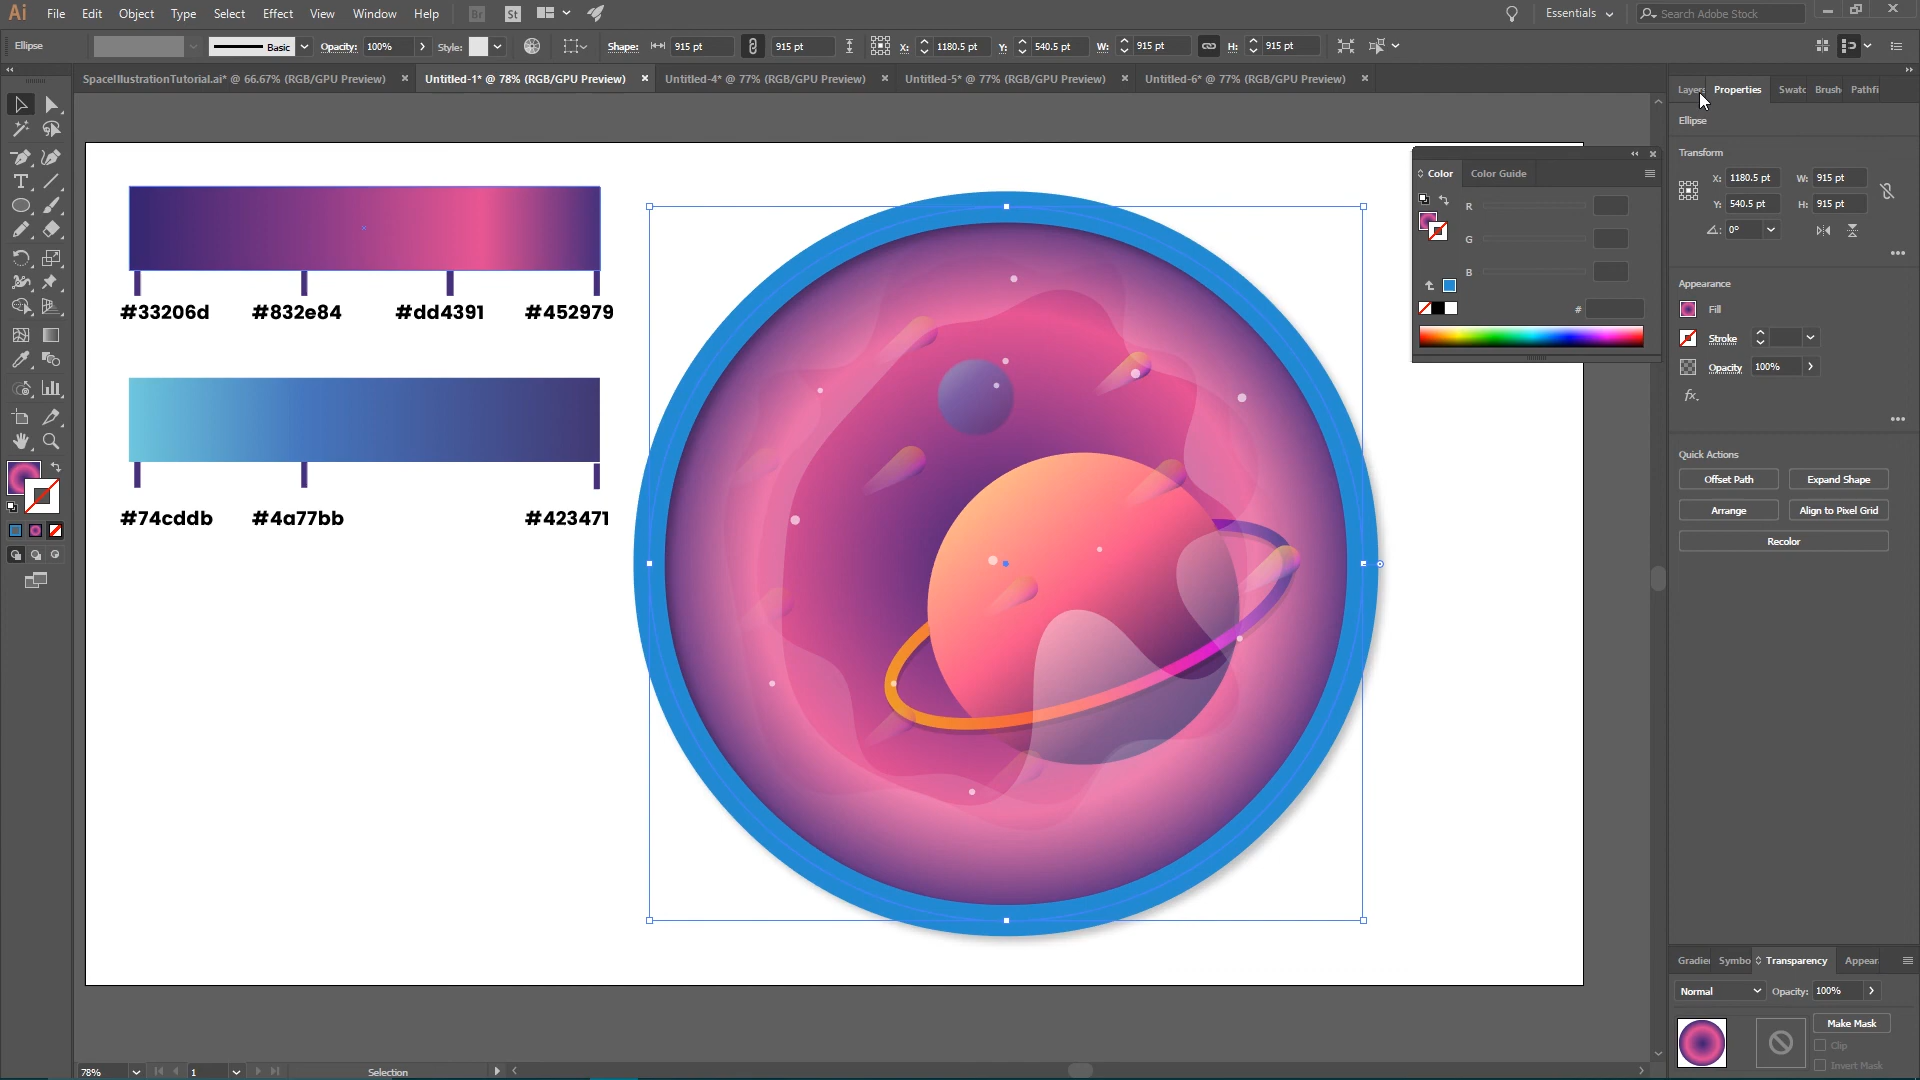 Ai File Edit Object Type Select Effect View Window Help Br St Essentials Search Adobe Stock
Ellipse Basic Opacity: 100% Style: Shape: 915 pt 915 pt X: 1180.5 pt Y: 540.5 pt W: 915 pt H: 915 pt
SpaceIllustrationTutorial.ai* @ 66.67% (RGB/GPU Preview) Untitled-1* @ 78% (RGB/GPU Preview) Untitled-4* @ 77% (RGB/GPU Preview) Untitled-5* @ 77% (RGB/GPU Preview) Untitled-6* @ 77% (RGB/GPU Preview)
Layers Properties Swatc Brush Pathfi
Ellipse
Transform
X: 1180.5 pt W: 915 pt
Y: 540.5 pt H: 915 pt
0°
Appearance
Fill
Stroke
Opacity 100%
fx.
Quick Actions
Offset Path Expand Shape
Arrange Align to Pixel Grid
Recolor
Color Color Guide
R
G
B
#
#33206d #832e84 #dd4391 #452979
#74cddb #4a77bb #423471
Gradie Symbo Transparency Appear
Normal Opacity: 100%
Make Mask
Clip
Invert Mask
78% 1 Selection